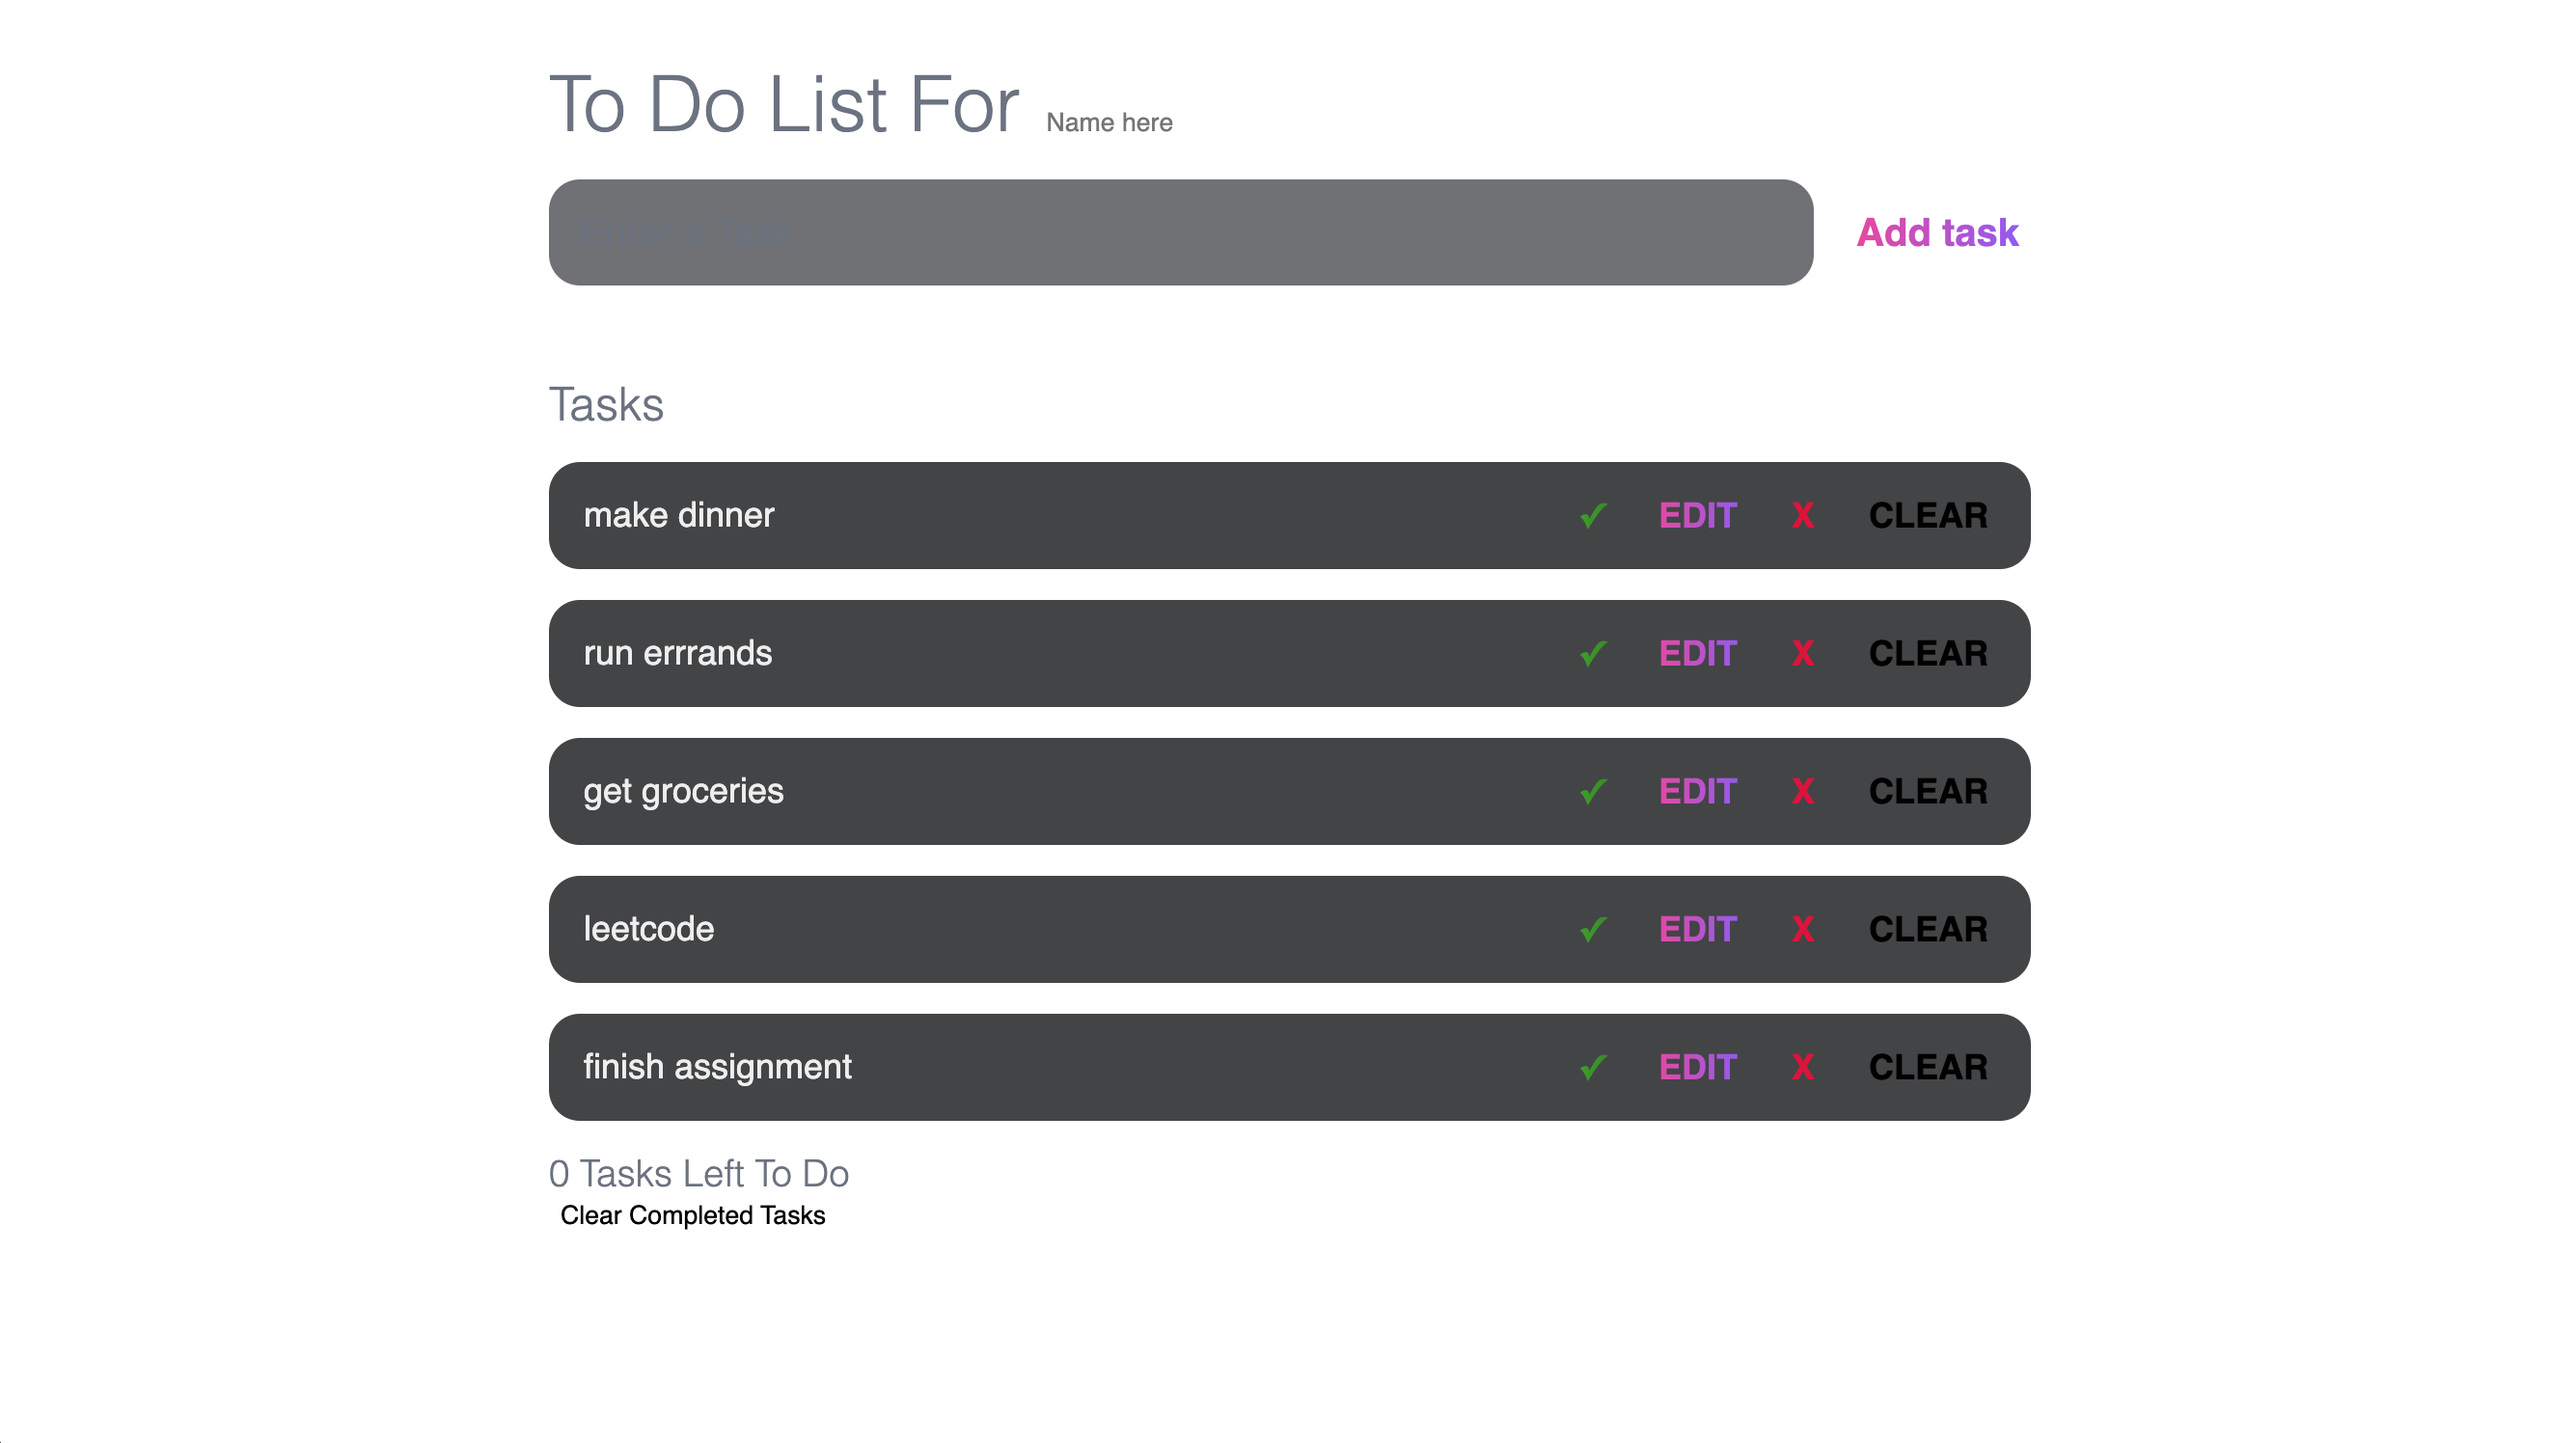 To Do List For Name here
Enter a Task
Add task
Tasks
make dinner ✓ EDIT X CLEAR
run errrands ✓ EDIT X CLEAR
get groceries ✓ EDIT X CLEAR
leetcode ✓ EDIT X CLEAR
finish assignment ✓ EDIT X CLEAR
0 Tasks Left To Do
Clear Completed Tasks